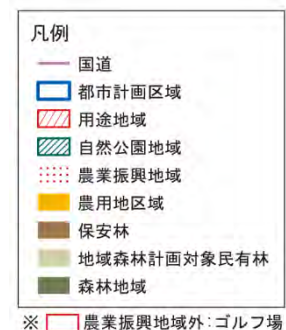 凡例
国道
都市計画区域
用途地域
自然公園地域
農業振興地域
農用地区域
保安林
地域森林計画対象民有林
森林地域
※ 農業振興地域外:ゴルフ場